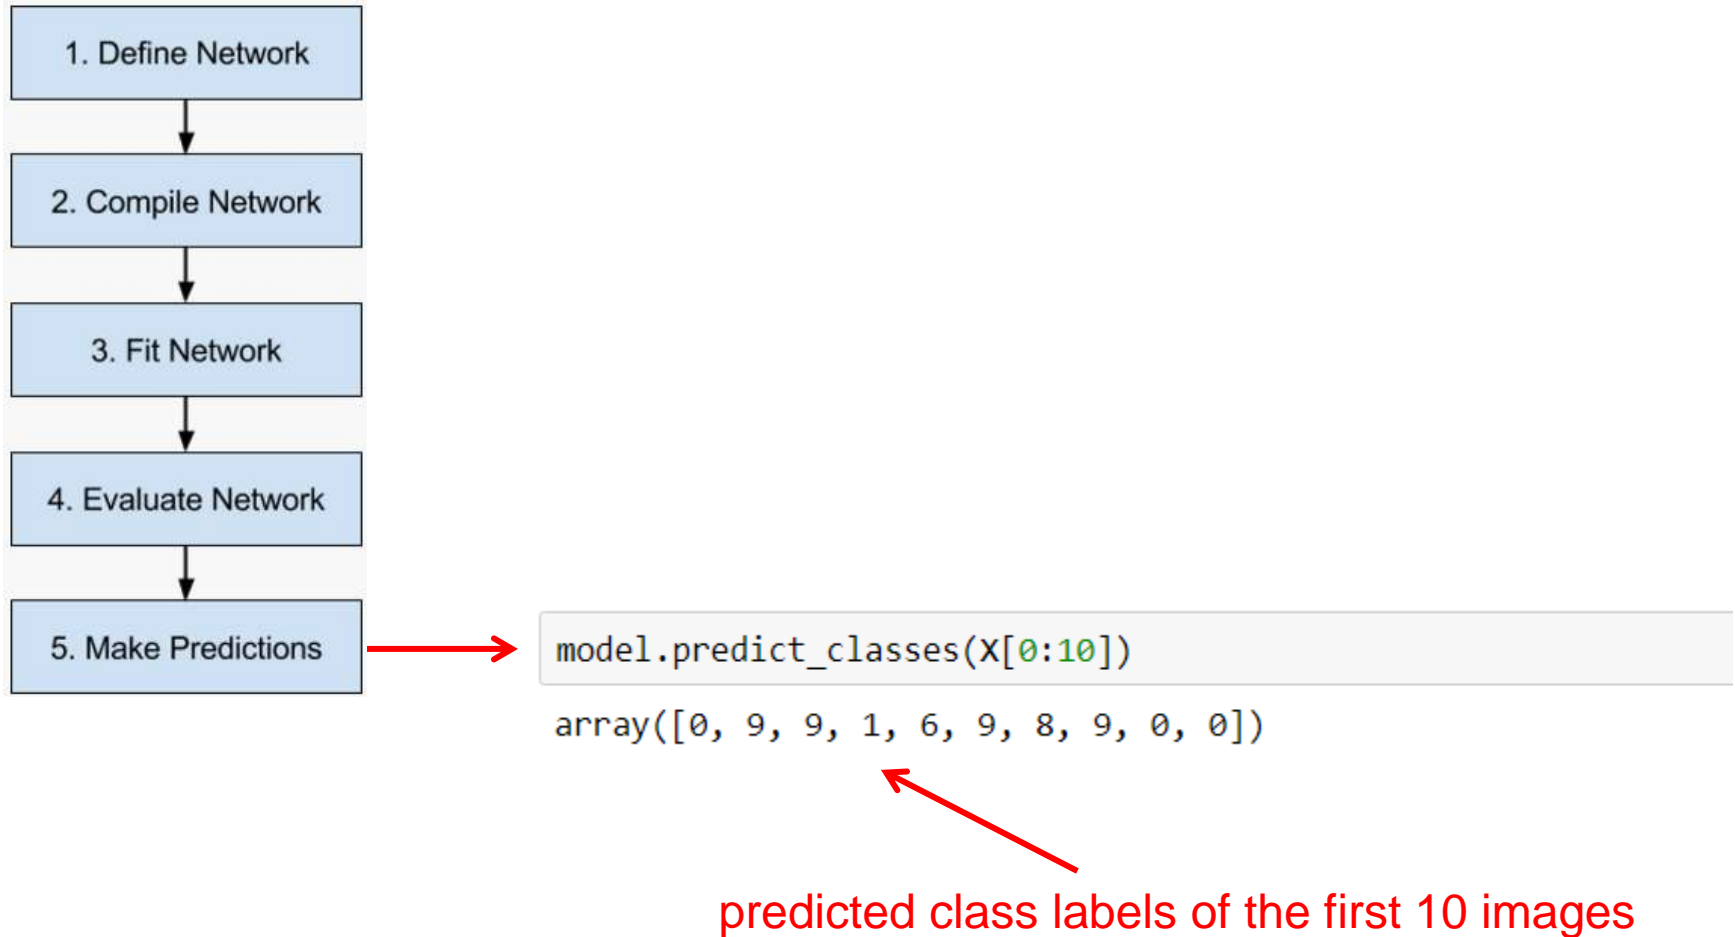 1. Define Network
2. Compile Network
3. Fit Network
4. Evaluate Network
5. Make Predictions
model.predict_classes(X[0:10])
array([0, 9, 9, 1, 6, 9, 8, 9, 0, 0])
predicted class labels of the first 10 images